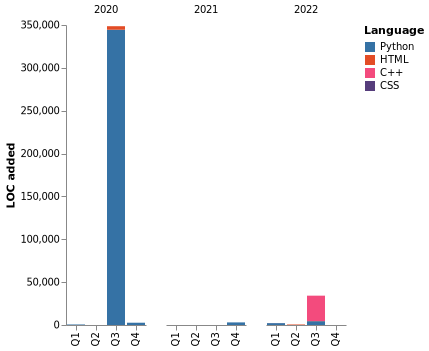 2020 2021 2022
Language
Python
HTML
C++
CSS
LOC added
350,000
300,000
250,000
200,000
150,000
100,000
50,000
0
Q1 Q2 Q3 Q4 Q1 Q2 Q3 Q4 Q1 Q2 Q3 Q4